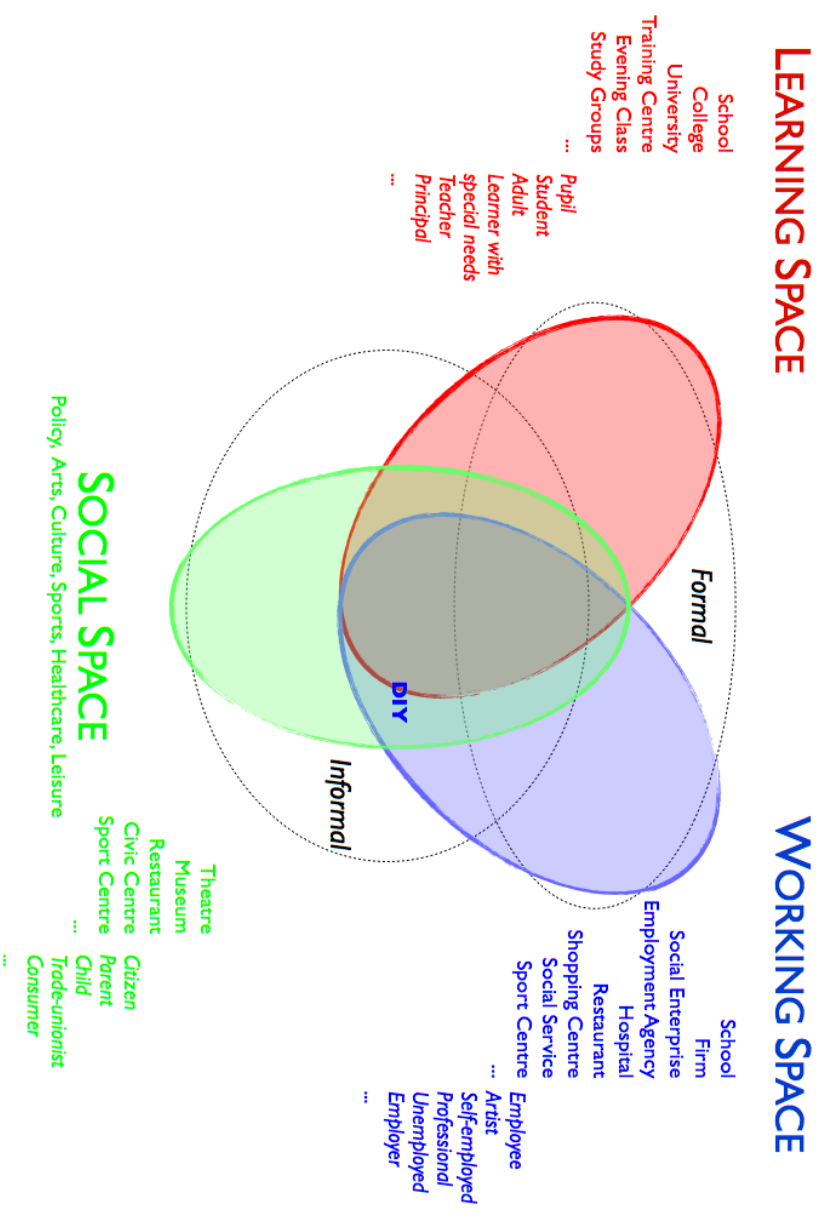 LEARNING SPACE
School
College
University
Training Centre
Evening Class
Study Groups
...
Pupil
Student
Adult
Learner with
special needs
Teacher
Principal
...
WORKING SPACE
School
Firm
Social Enterprise
Employment Agency
Hospital
Restaurant
Shopping Centre
Social Service
Sport Centre
...
Employee
Artist
Self-employed
Professional
Unemployed
Employer
...
Formal
DIY
Informal
SOCIAL SPACE
Policy, Arts, Culture, Sports, Healthcare, Leisure
Theatre
Museum
Restaurant
Civic Centre
Sport Centre
...
Citizen
Parent
Child
Trade-unionist
Consumer
...